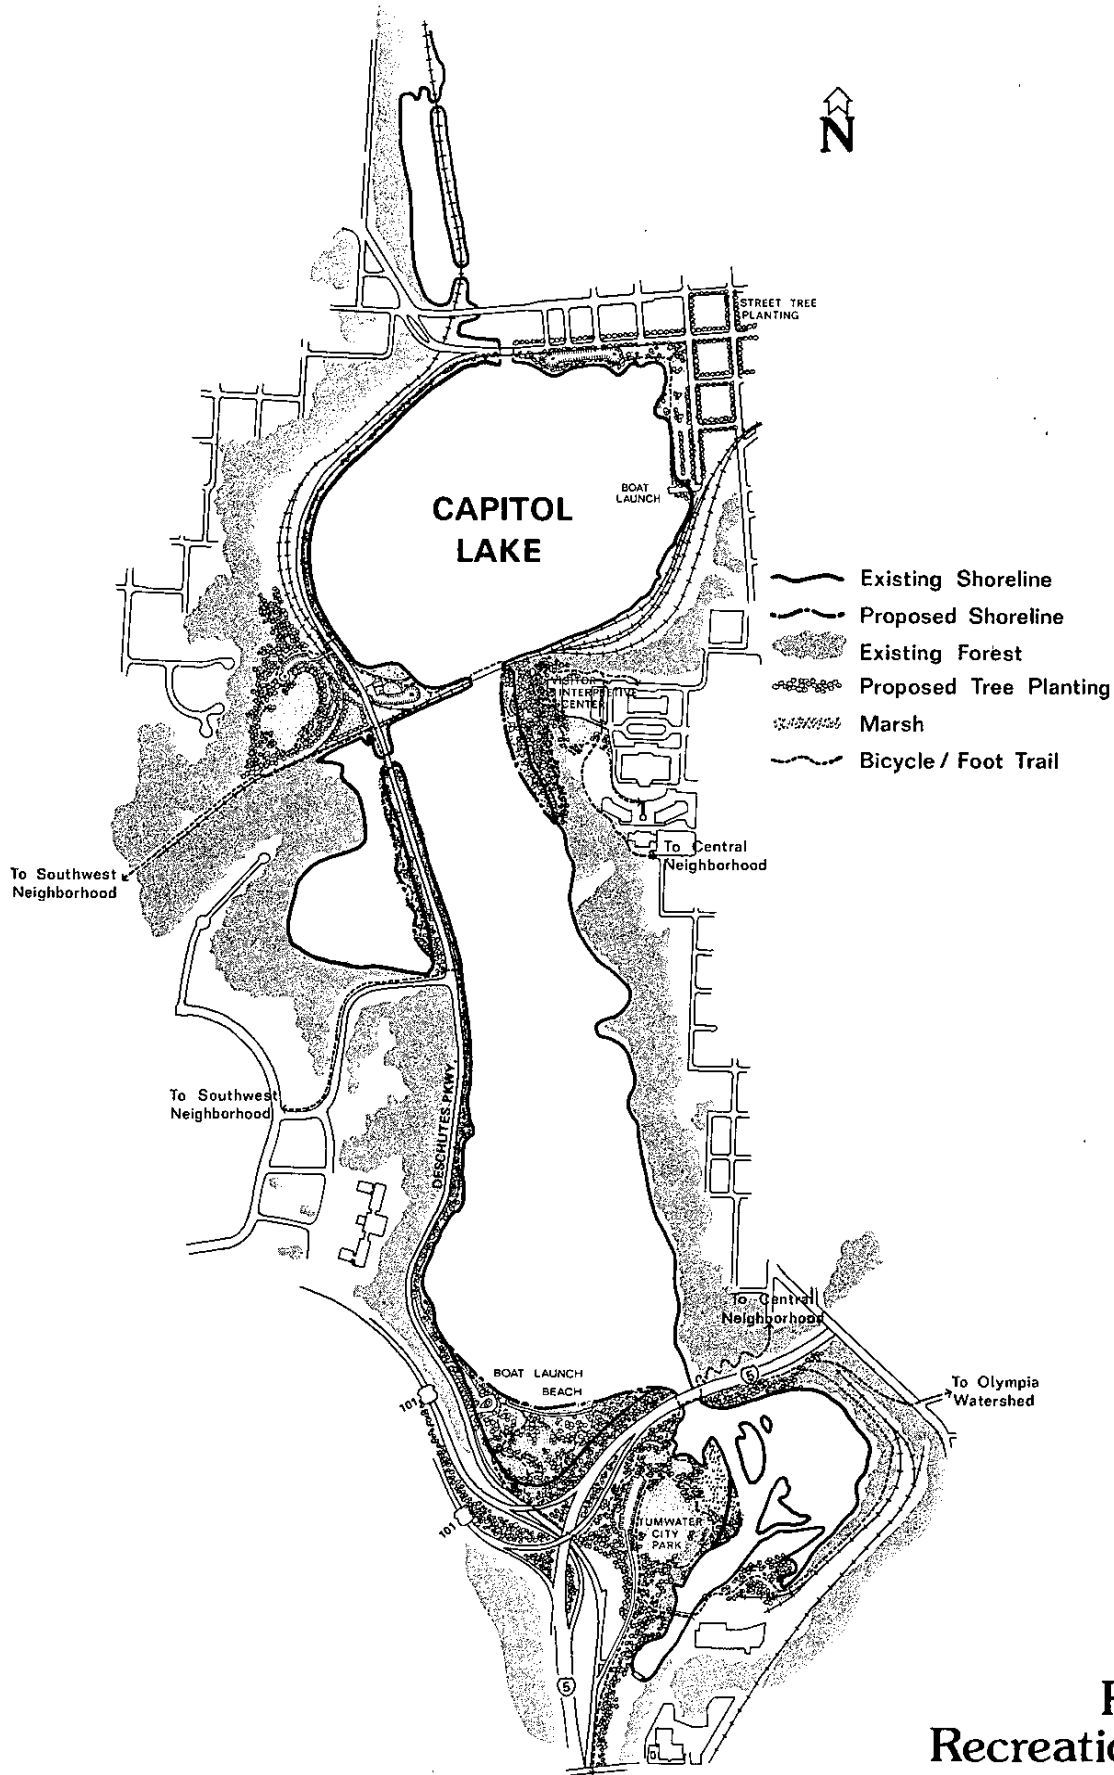 N
STREET TREE
PLANTING
BOAT
LAUNCH
CAPITOL
LAKE
Existing Shoreline
Proposed Shoreline
Existing Forest
Proposed Tree Planting
Marsh
Bicycle / Foot Trail
VISITOR
INTERPRETIVE
CENTER
To Central
Neighborhood
To Southwest
Neighborhood
To Southwest
Neighborhood
DESCHUTES PKWY.
To Central
Neighborhood
BOAT LAUNCH
BEACH
5
To Olympia
Watershed
101
101
TUMWATER
CITY
PARK
5
Recreatio